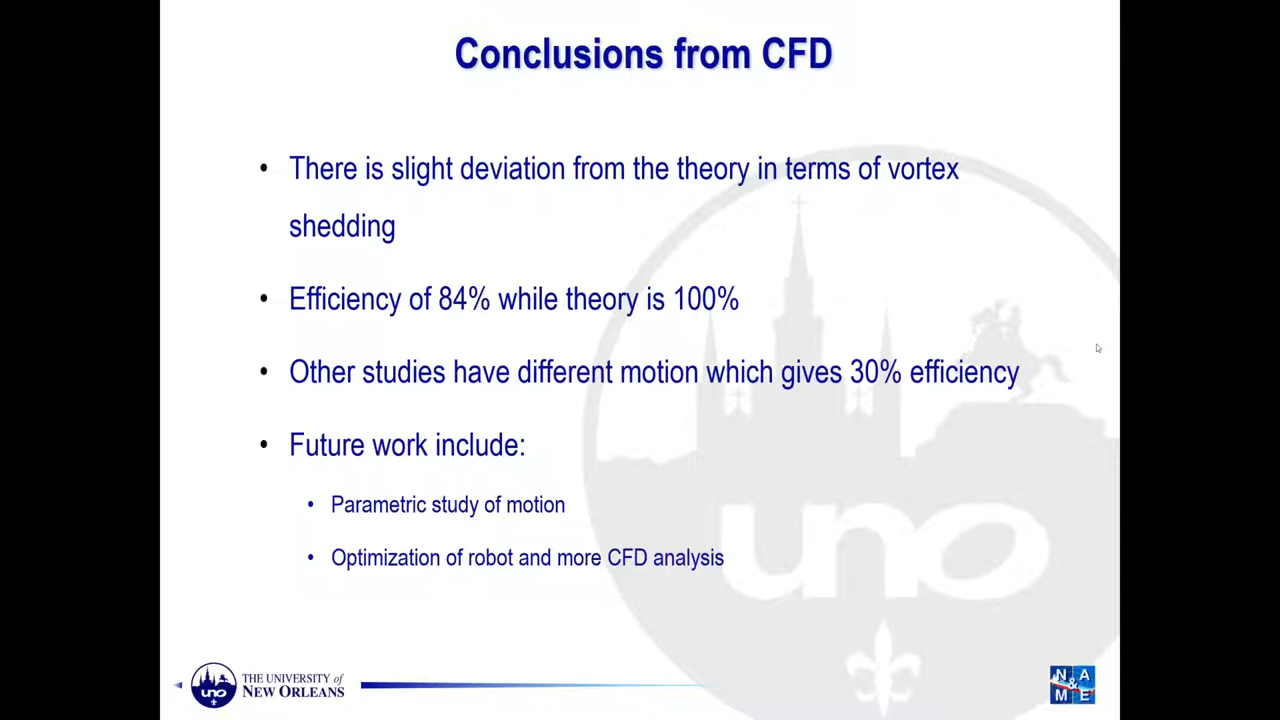 Conclusions from CFD
• There is slight deviation from the theory in terms of vortex
shedding
• Efficiency of 84% while theory is 100%
• Other studies have different motion which gives 30% efficiency
• Future work include:
• Parametric study of motion
• Optimization of robot and more CFD analysis
uno
uno
THE UNIVERSITY of
NEW ORLEANS
N A
&
M E